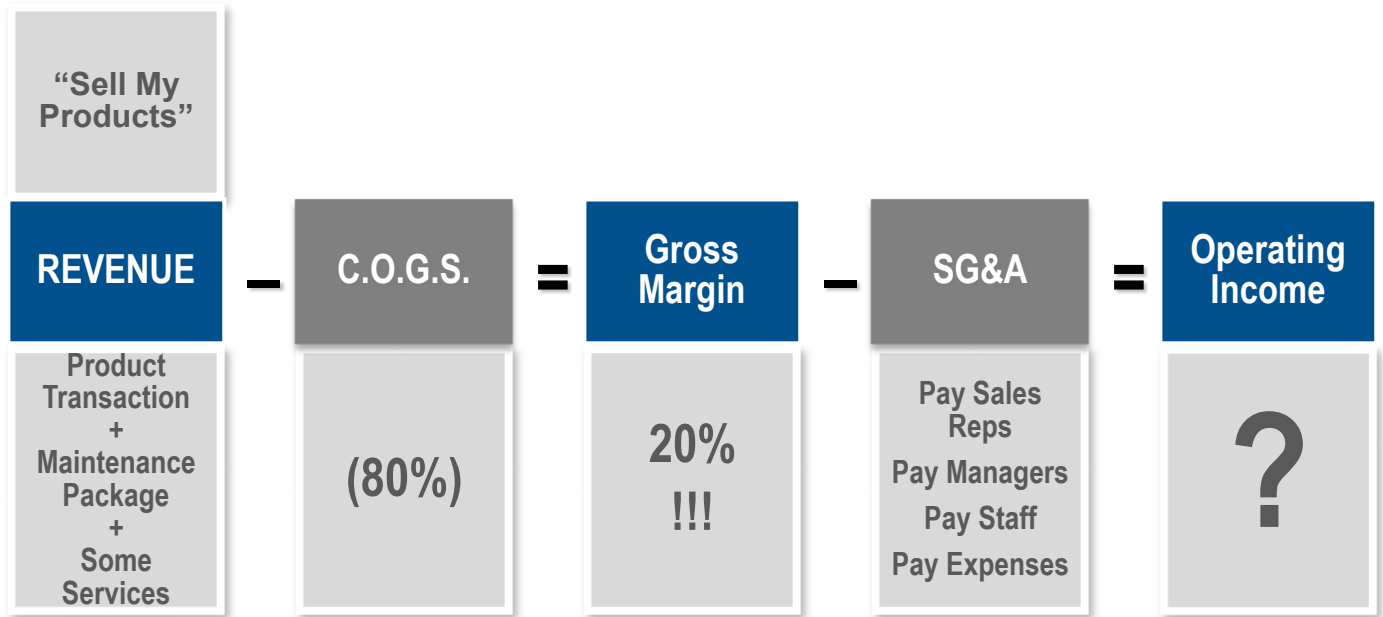 “Sell My
Products”
REVENUE
–
C.O.G.S.
=
Gross
Margin
–
SG&A
=
Operating
Income
Product
Transaction
+
Maintenance
Package
+
Some
Services
(80%)
20%
!!!
Pay Sales
Reps
Pay Managers
Pay Staff
Pay Expenses
?